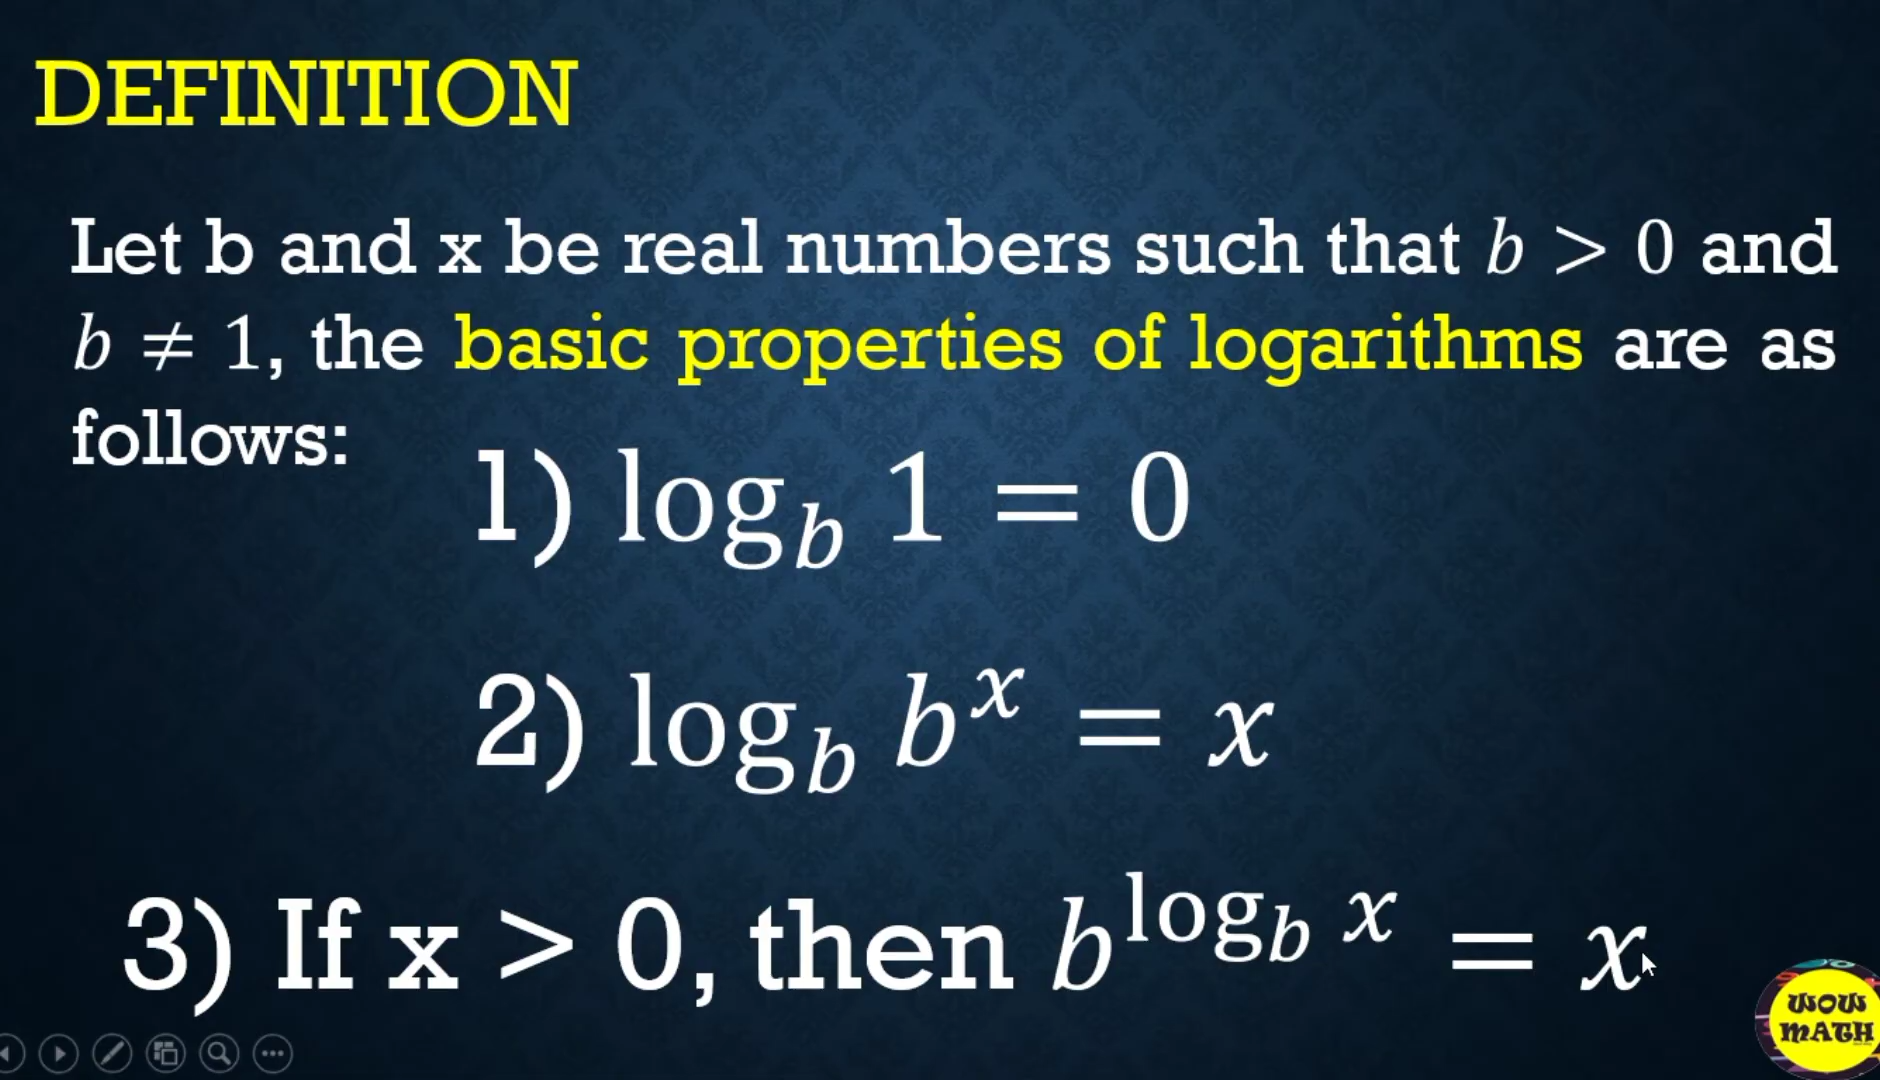 DEFINITION
Let b and x be real numbers such that b > 0 and
b ≠ 1, the basic properties of logarithms are as
follows:
1) log_b 1 = 0
2) log_b b^x = x
3) If x > 0, then b^{log_b x} = x
WOW
MATH